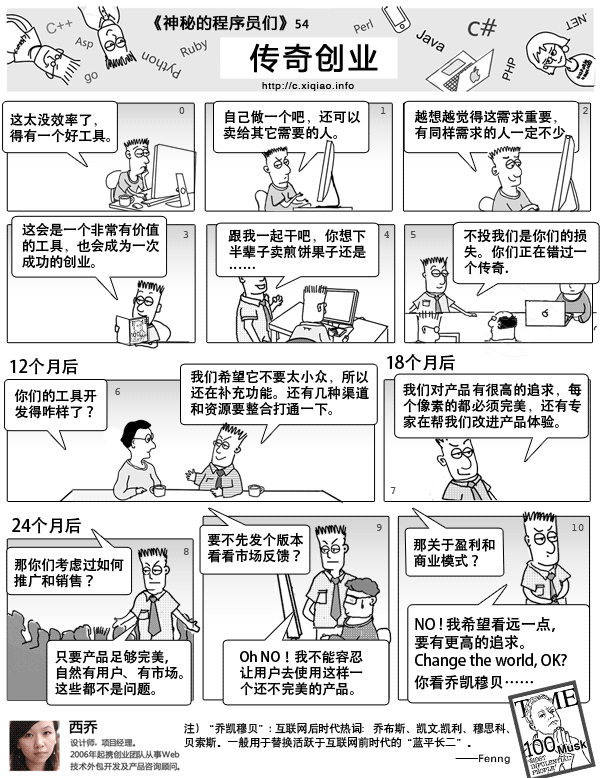 《神秘的程序员们》54
传奇创业
http://c.xiqiao.info
C++
Asp
go
Python
Ruby
Perl
Java
C#
PHP
.NET
0
这太没效率了，
得有一个好工具。
1
自己做一个吧，还可以
卖给其它需要的人。
2
越想越觉得这需求重要，
有同样需求的人一定不少。
3
这会是一个非常有价值
的工具，也会成为一次
成功的创业。
4
跟我一起干吧，你想下
半辈子卖煎饼果子还是
……
5
不投我们是你们的损
失。你们正在错过一
个传奇.
12个月后
6
你们的工具开
发得咋样了？
我们希望它不要太小众，所以
还在补充功能。还有几种渠道
和资源要整合打通一下。
18个月后
我们对产品有很高的追求，每
个像素的都必须完美，还有专
家在帮我们改进产品体验。
7
24个月后
8
那你们考虑过如何
推广和销售？
只要产品足够完美，
自然有用户、有市场。
这些都不是问题。
9
要不先发个版本
看看市场反馈？
Oh NO！我不能容忍
让用户去使用这样一
个还不完美的产品。
10
那关于盈利和
商业模式？
NO！我希望看远一点，
要有更高的追求。
Change the world, OK?
你看乔凯穆贝……
西乔
设计师，项目经理。
2006年起携创业团队从事Web
技术外包开发及产品咨询顾问。
注）“乔凯穆贝”：互联网后时代热词：乔布斯、凯文.凯利、穆思科、
贝索斯。一般用于替换活跃于互联网前时代的“蓝平长二”。
——Fenng
TIME
100 Musk
MOST
INFLUENTIAL
PEOPLE